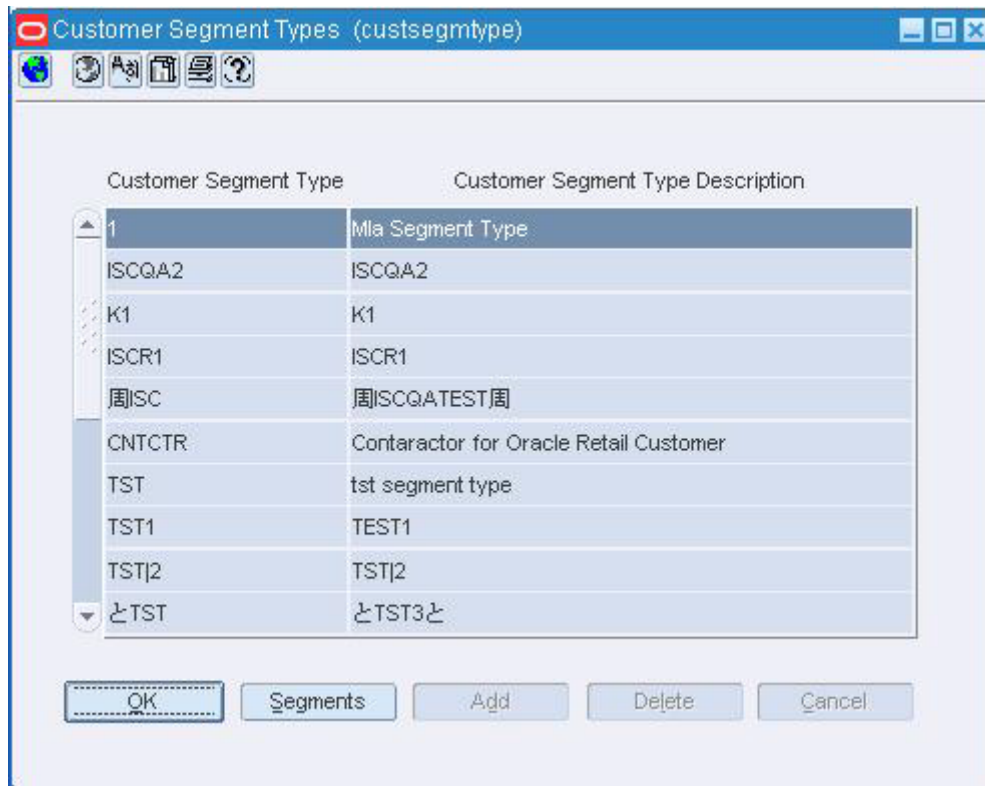 Customer Segment Types (custsegmtype)
Customer Segment Type Customer Segment Type Description
1 Mla Segment Type
ISCQA2 ISCQA2
K1 K1
ISCR1 ISCR1
周ISC 周ISCQATEST周
CNTCTR Contaractor for Oracle Retail Customer
TST tst segment type
TST1 TEST1
TST|2 TST|2
とTST とTST3と
OK Segments Add Delete Cancel